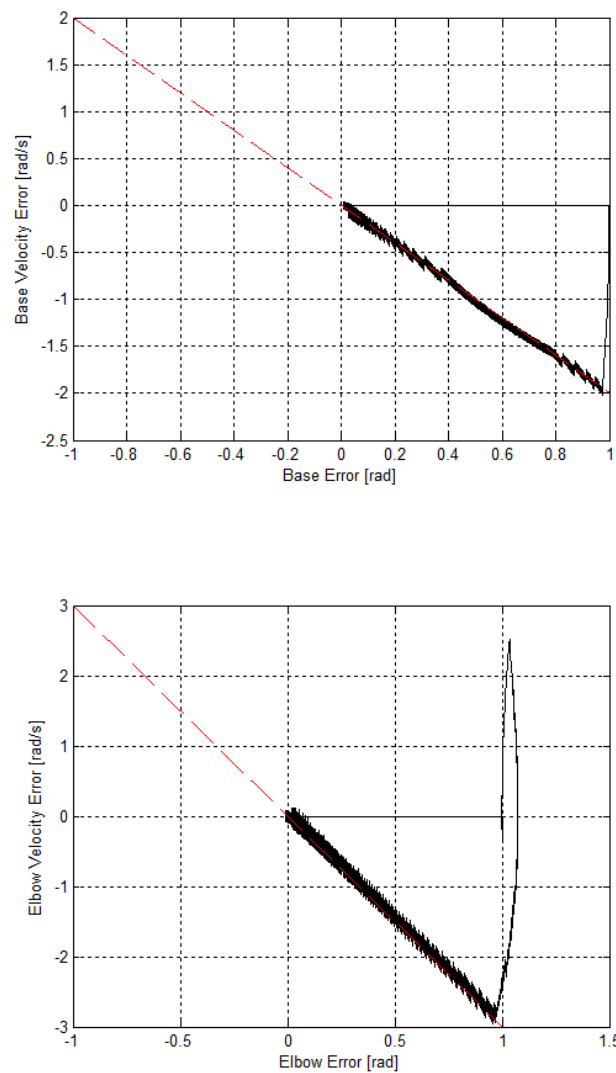 2
1.5
1
0.5
0
-0.5
-1
-1.5
-2
-2.5
Base Velocity Error [rad/s]
-1 -0.8 -0.6 -0.4 -0.2 0 0.2 0.4 0.6 0.8 1
Base Error [rad]
3
2
1
0
-1
-2
-3
Elbow Velocity Error [rad/s]
-1 -0.5 0 0.5 1 1.5
Elbow Error [rad]